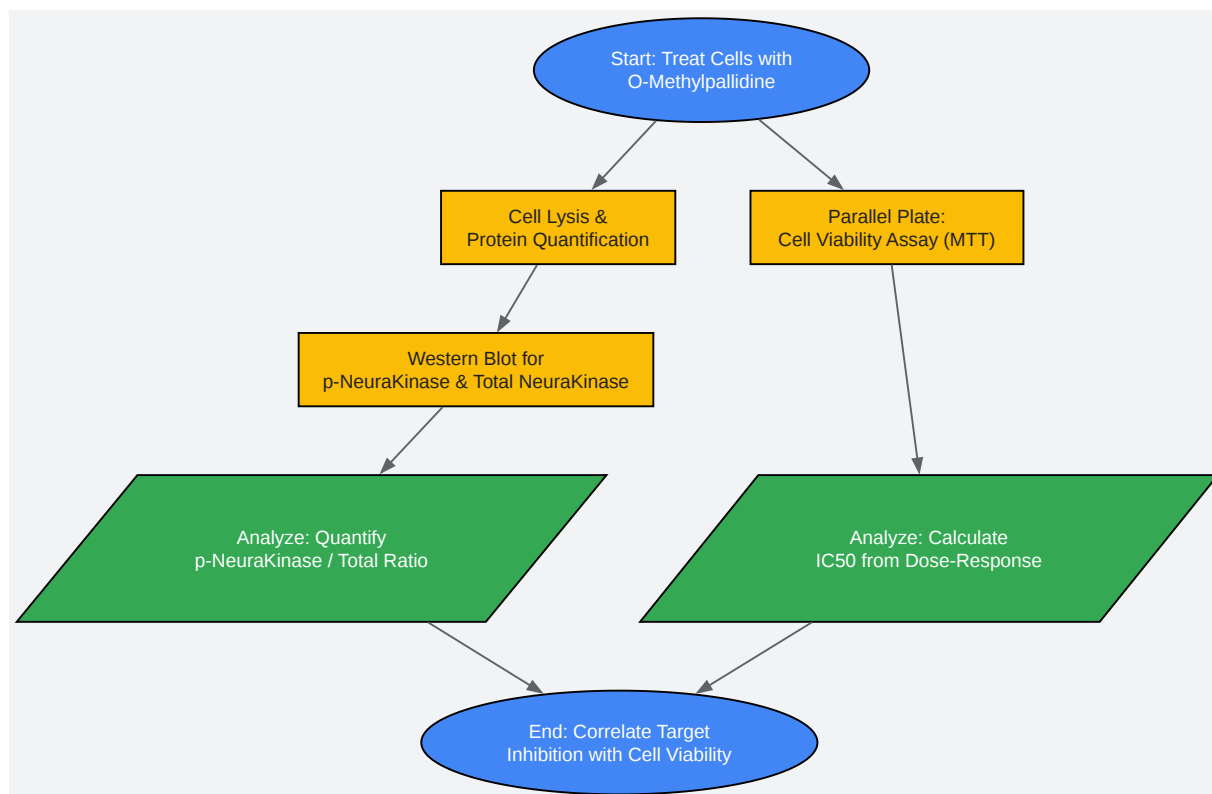 Start: Treat Cells with
O-Methylpallidine
Cell Lysis &
Protein Quantification
Parallel Plate:
Cell Viability Assay (MTT)
Western Blot for
p-NeuraKinase & Total NeuraKinase
Analyze: Quantify
p-NeuraKinase / Total Ratio
Analyze: Calculate
IC50 from Dose-Response
End: Correlate Target
Inhibition with Cell Viability